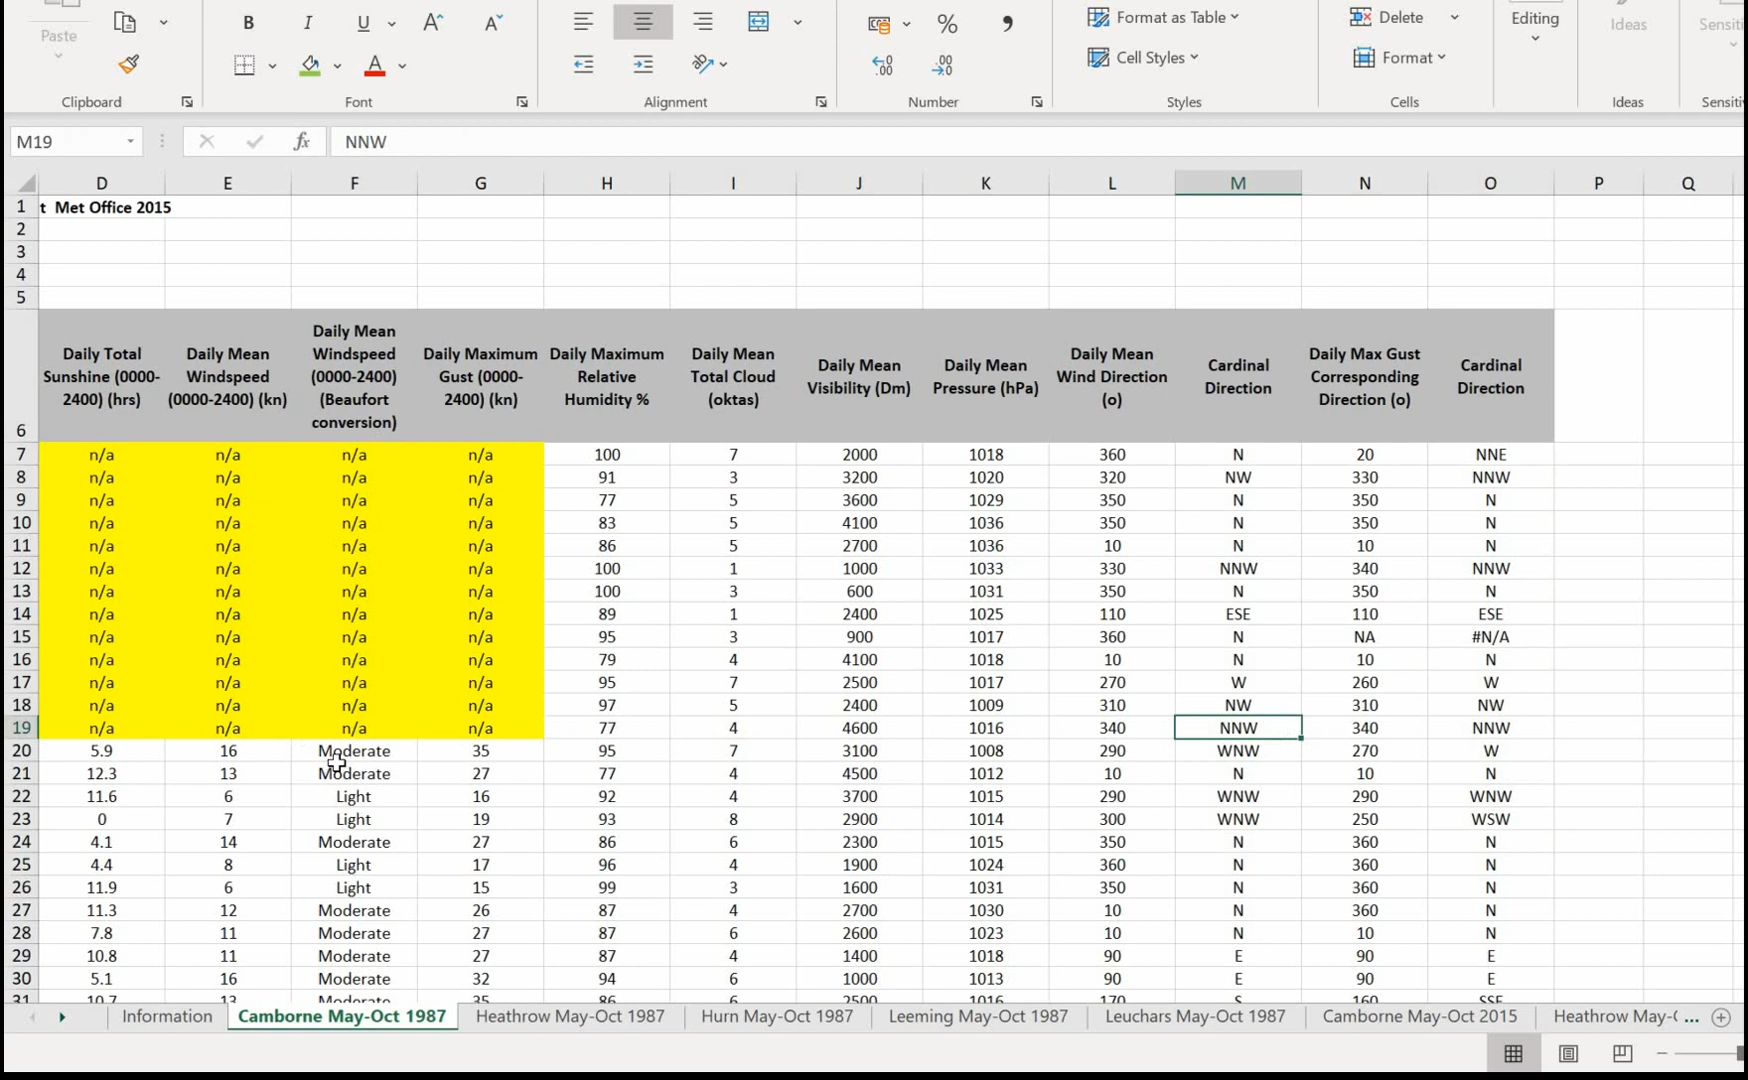 Paste
B I U A A
% ,
Format as Table
Delete
Editing
Ideas
Sensiti
A
.00
.00
Cell Styles
Format
Clipboard
Font
Alignment
Number
Styles
Cells
Ideas
Sensiti
M19 fx NNW
D E F G H I J K L M N O P Q
1 t Met Office 2015
2
3
4
5
6
Daily Total Sunshine (0000-2400) (hrs)
Daily Mean Windspeed (0000-2400) (kn)
Daily Mean Windspeed (0000-2400) (Beaufort conversion)
Daily Maximum Gust (0000-2400) (kn)
Daily Maximum Relative Humidity %
Daily Mean Total Cloud (oktas)
Daily Mean Visibility (Dm)
Daily Mean Pressure (hPa)
Daily Mean Wind Direction (o)
Cardinal Direction
Daily Max Gust Corresponding Direction (o)
Cardinal Direction
7 n/a n/a n/a n/a 100 7 2000 1018 360 N 20 NNE
8 n/a n/a n/a n/a 91 3 3200 1020 320 NW 330 NNW
9 n/a n/a n/a n/a 77 5 3600 1029 350 N 350 N
10 n/a n/a n/a n/a 83 5 4100 1036 350 N 350 N
11 n/a n/a n/a n/a 86 5 2700 1036 10 N 10 N
12 n/a n/a n/a n/a 100 1 1000 1033 330 NNW 340 NNW
13 n/a n/a n/a n/a 100 3 600 1031 350 N 350 N
14 n/a n/a n/a n/a 89 1 2400 1025 110 ESE 110 ESE
15 n/a n/a n/a n/a 95 3 900 1017 360 N NA #N/A
16 n/a n/a n/a n/a 79 4 4100 1018 10 N 10 N
17 n/a n/a n/a n/a 95 7 2500 1017 270 W 260 W
18 n/a n/a n/a n/a 97 5 2400 1009 310 NW 310 NW
19 n/a n/a n/a n/a 77 4 4600 1016 340 NNW 340 NNW
20 5.9 16 Moderate 35 95 7 3100 1008 290 WNW 270 W
21 12.3 13 Moderate 27 77 4 4500 1012 10 N 10 N
22 11.6 6 Light 16 92 4 3700 1015 290 WNW 290 WNW
23 0 7 Light 19 93 8 2900 1014 300 WNW 250 WSW
24 4.1 14 Moderate 27 86 6 2300 1015 350 N 360 N
25 4.4 8 Light 17 96 4 1900 1024 360 N 360 N
26 11.9 6 Light 15 99 3 1600 1031 350 N 360 N
27 11.3 12 Moderate 26 87 4 2700 1030 10 N 360 N
28 7.8 11 Moderate 27 87 6 2600 1023 10 N 10 N
29 10.8 11 Moderate 27 87 4 1400 1018 90 E 90 E
30 5.1 16 Moderate 32 94 6 1000 1013 90 E 90 E
31 10.7 13 Moderate 35 86 6 2500 1016 170 S 160 SSE
Information Camborne May-Oct 1987 Heathrow May-Oct 1987 Hurn May-Oct 1987 Leeming May-Oct 1987 Leuchars May-Oct 1987 Camborne May-Oct 2015 Heathrow May-( ...